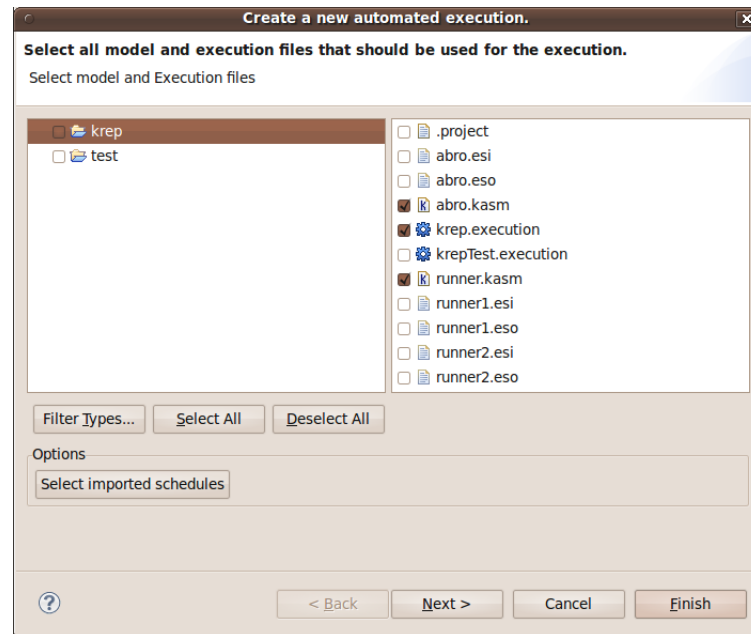 Create a new automated execution.
Select all model and execution files that should be used for the execution.
Select model and Execution files
krep
test
.project
abro.esi
abro.eso
abro.kasm
krep.execution
krepTest.execution
runner.kasm
runner1.esi
runner1.eso
runner2.esi
runner2.eso
Filter Types...
Select All
Deselect All
Options
Select imported schedules
< Back
Next >
Cancel
Finish